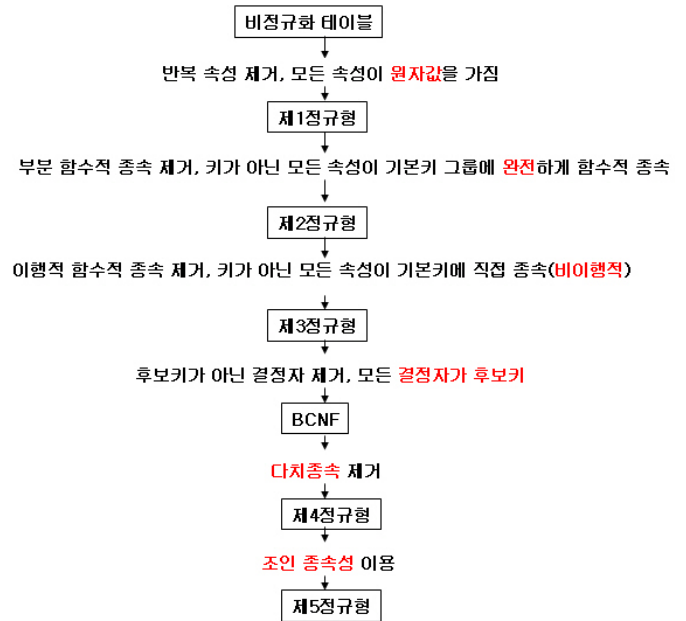 비정규화 테이블
반복 속성 제거, 모든 속성이 원자값을 가짐
제1정규형
부분 함수적 종속 제거, 키가 아닌 모든 속성이 기본키 그룹에 완전하게 함수적 종속
제2정규형
이행적 함수적 종속 제거, 키가 아닌 모든 속성이 기본키에 직접 종속(비이행적)
제3정규형
후보키가 아닌 결정자 제거, 모든 결정자가 후보키
BCNF
다치종속 제거
제4정규형
조인 종속성 이용
제5정규형